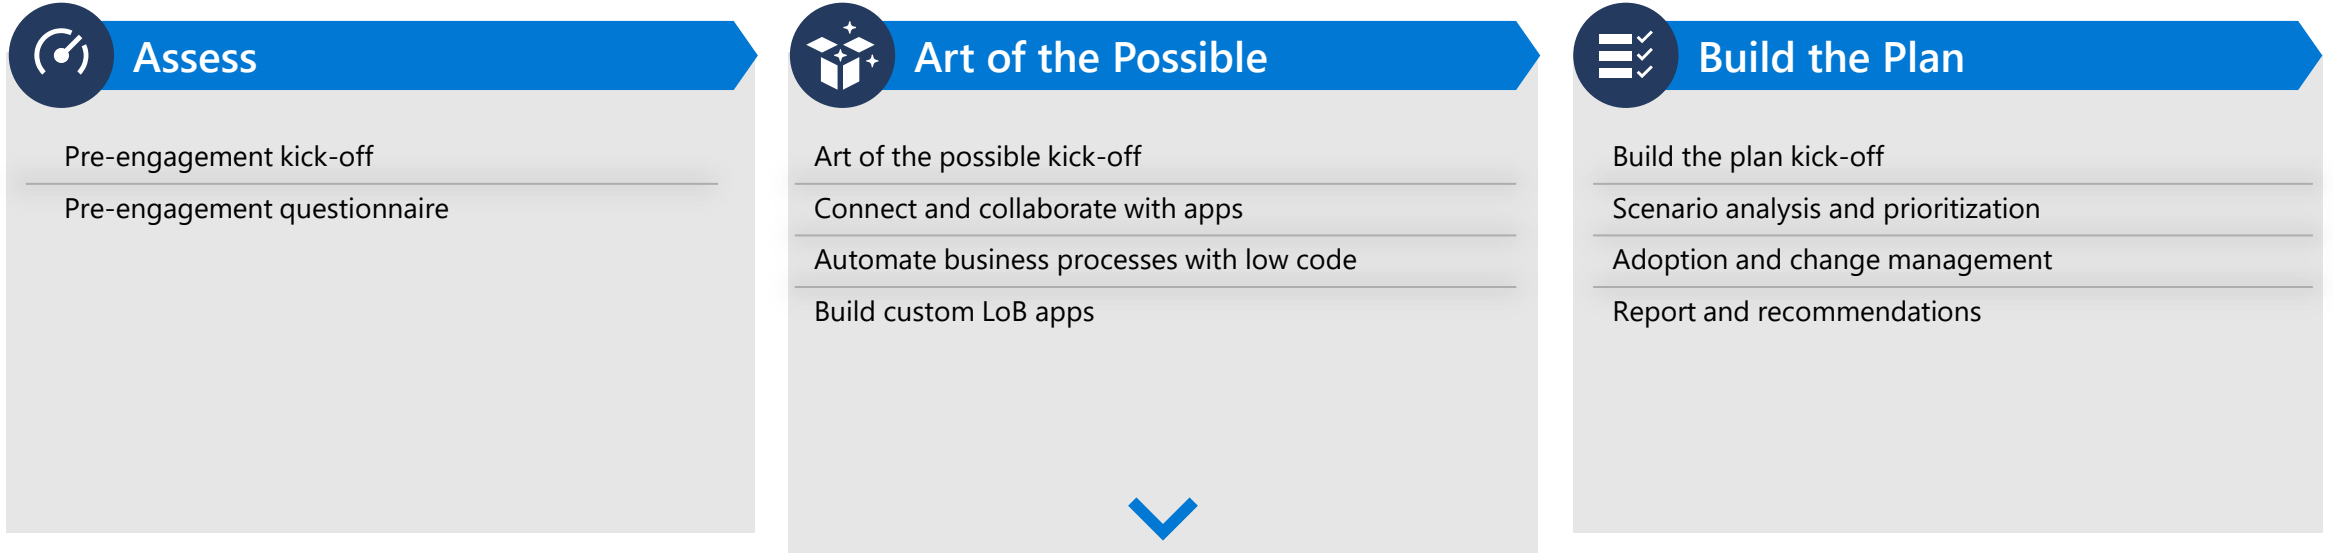 Assess
Pre-engagement kick-off
Pre-engagement questionnaire
Art of the Possible
Art of the possible kick-off
Connect and collaborate with apps
Automate business processes with low code
Build custom LoB apps
Build the Plan
Build the plan kick-off
Scenario analysis and prioritization
Adoption and change management
Report and recommendations